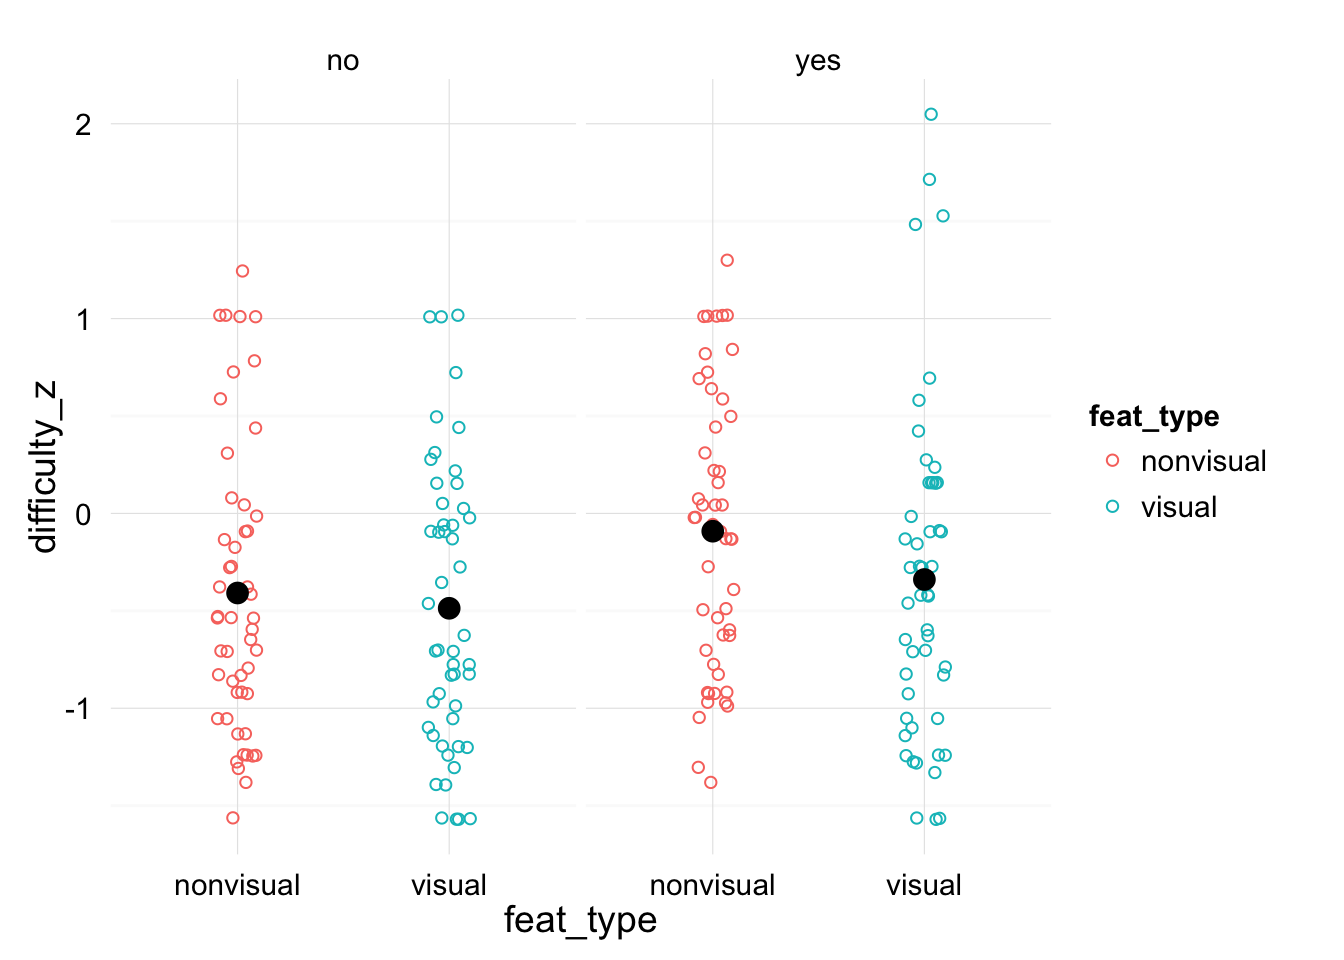 no yes
2
1
0
-1
difficulty_z
nonvisual visual nonvisual visual
feat_type
feat_type
nonvisual
visual